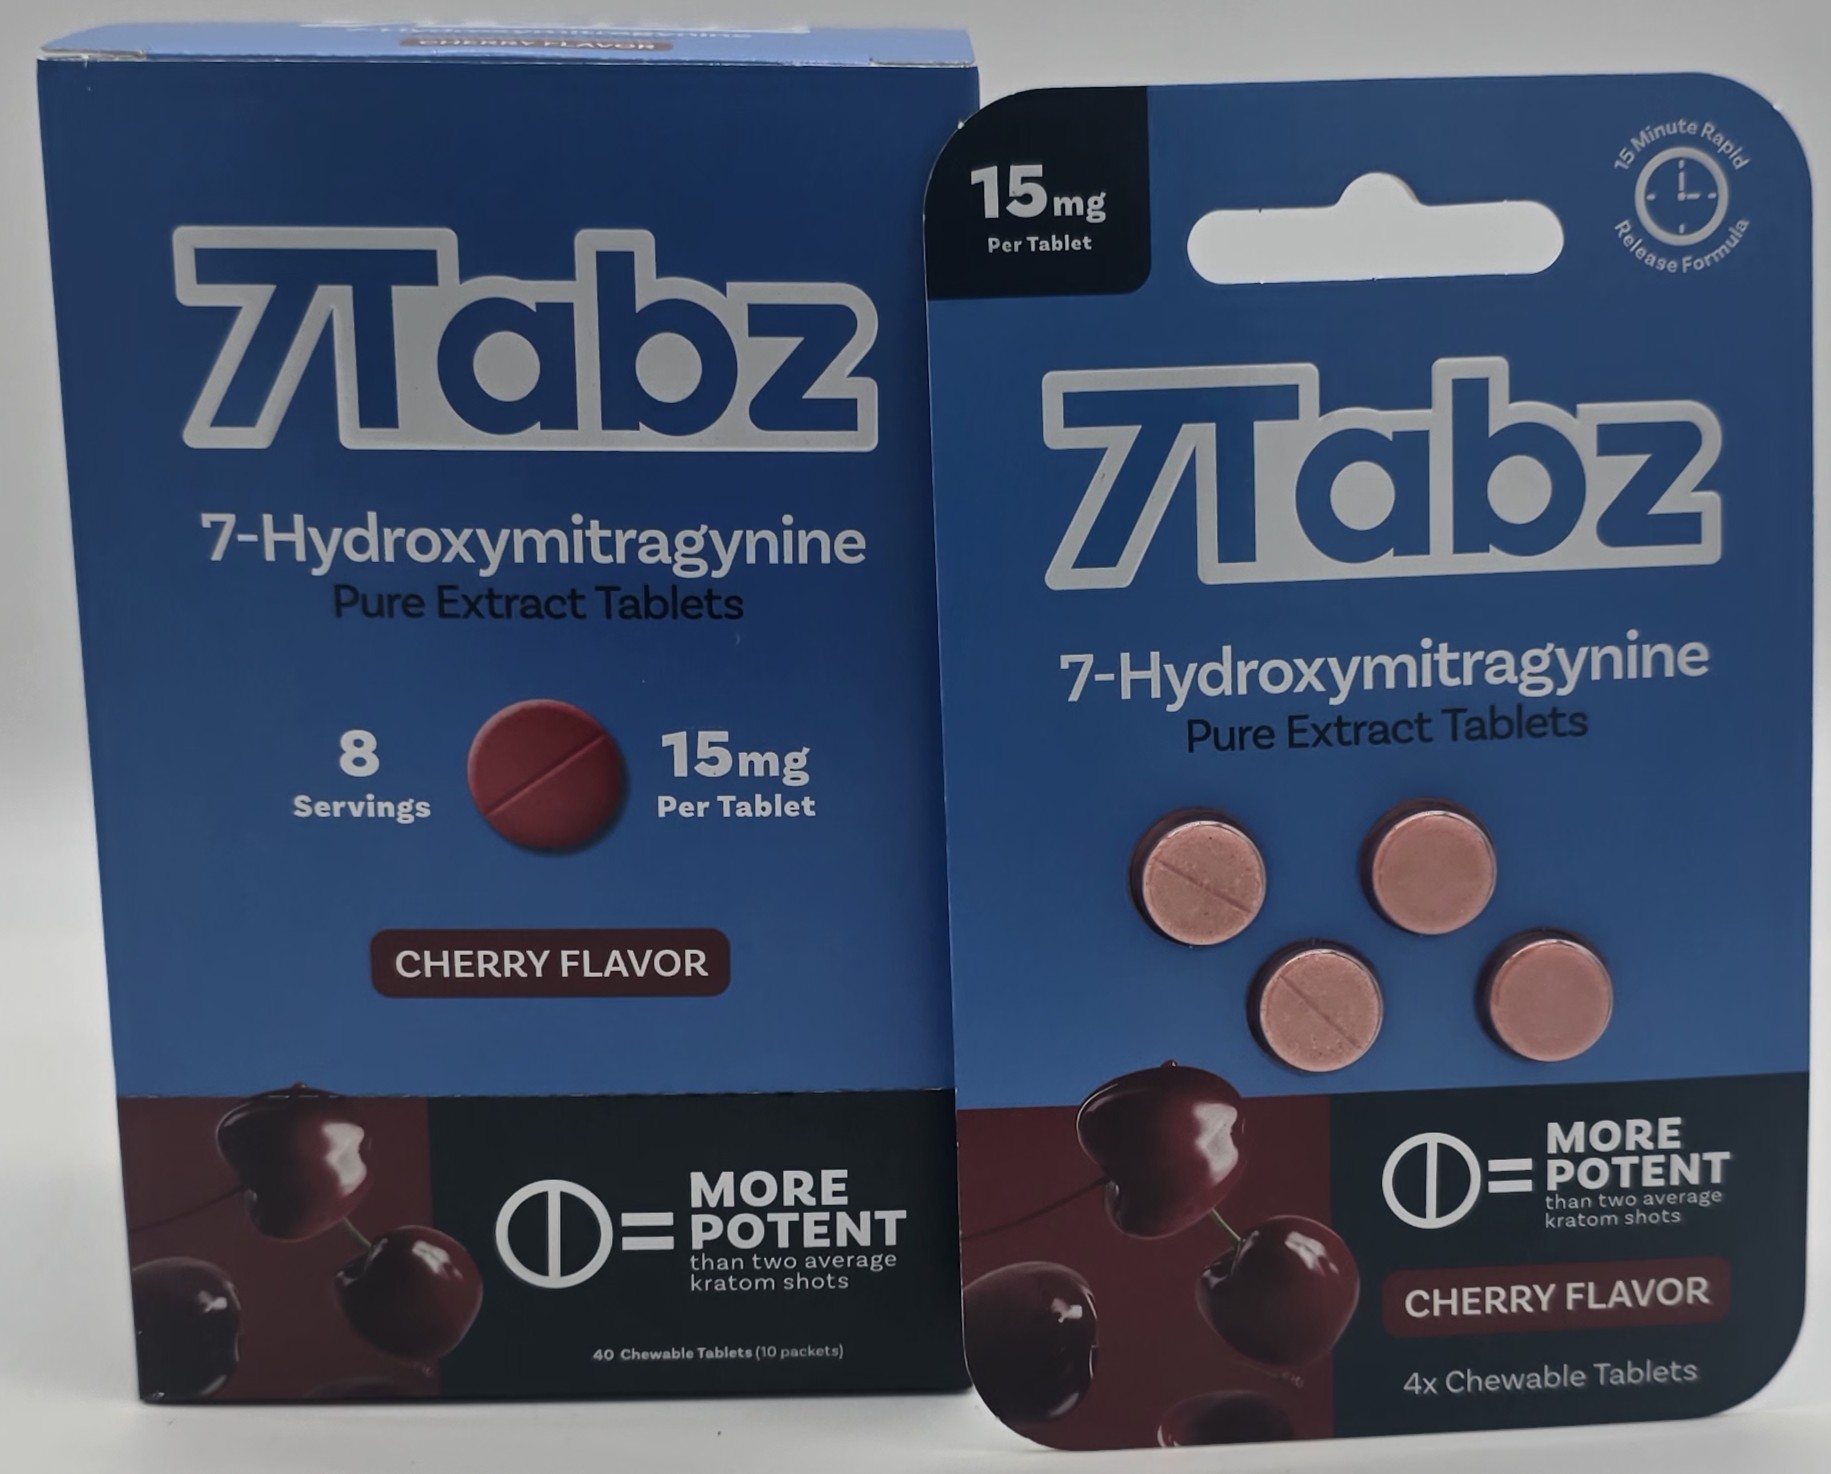 7-Hydroxymitragynine
CHERRY FLAVOR
7Tabz
7-Hydroxymitragynine
Pure Extract Tablets
8
Servings
15mg
Per Tablet
CHERRY FLAVOR
=
MORE
POTENT
than two average
kratom shots
40 Chewable Tablets (10 packets)
15mg
Per Tablet
15 Minute Rapid
Release Formula
7Tabz
7-Hydroxymitragynine
Pure Extract Tablets
=
MORE
POTENT
than two average
kratom shots
CHERRY FLAVOR
4x Chewable Tablets